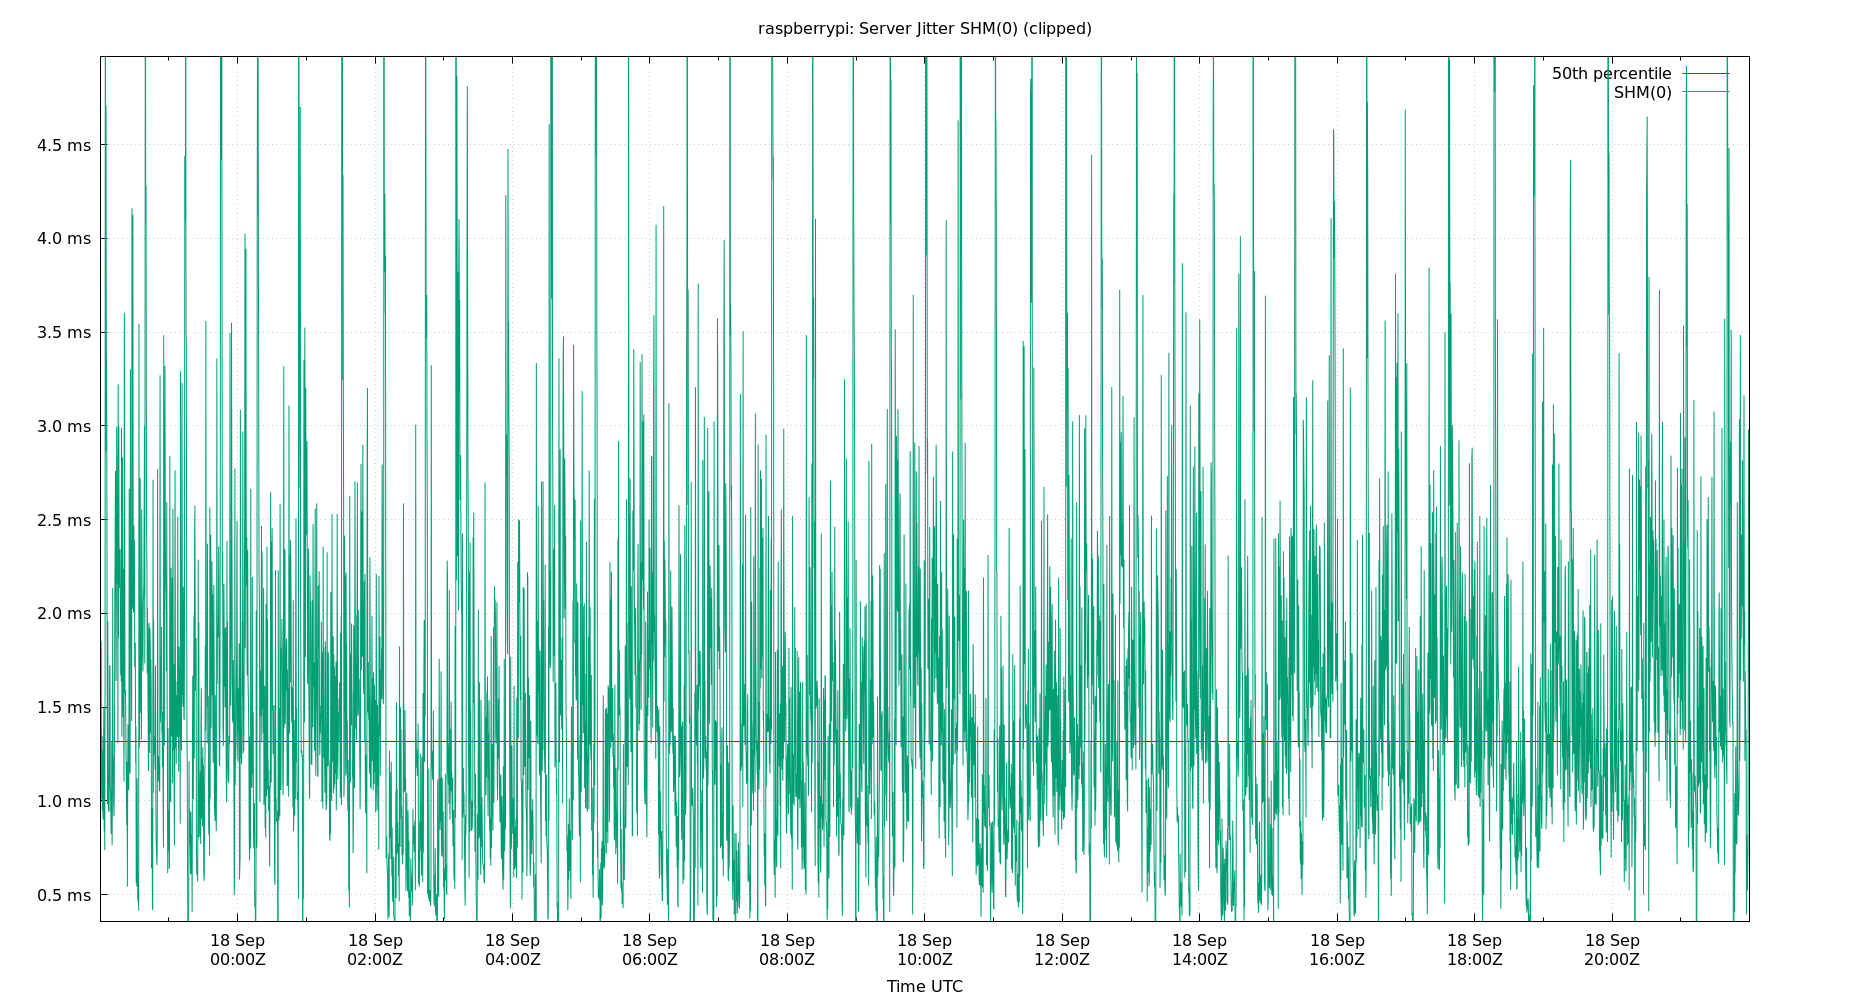 raspberrypi: Server Jitter SHM(0) (clipped)
50th percentile
SHM(0)
4.5 ms
4.0 ms
3.5 ms
3.0 ms
2.5 ms
2.0 ms
1.5 ms
1.0 ms
0.5 ms
18 Sep 18 Sep 18 Sep 18 Sep 18 Sep 18 Sep 18 Sep 18 Sep 18 Sep 18 Sep 18 Sep
00:00Z 02:00Z 04:00Z 06:00Z 08:00Z 10:00Z 12:00Z 14:00Z 16:00Z 18:00Z 20:00Z
Time UTC